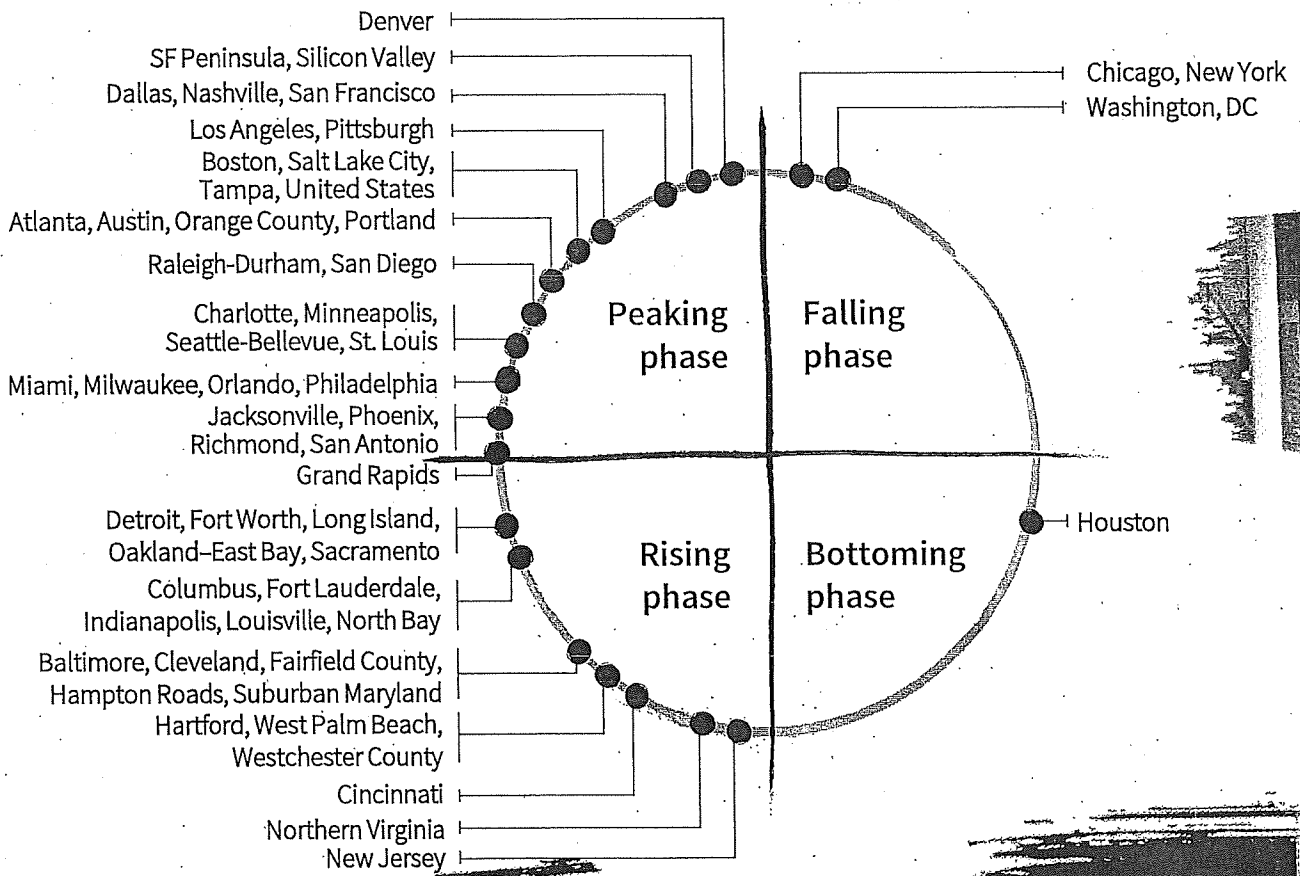 Denver
SF Peninsula, Silicon Valley
Dallas, Nashville, San Francisco
Los Angeles, Pittsburgh
Boston, Salt Lake City,
Tampa, United States
Atlanta, Austin, Orange County, Portland
Raleigh-Durham, San Diego
Charlotte, Minneapolis,
Seattle-Bellevue, St. Louis
Miami, Milwaukee, Orlando, Philadelphia
Jacksonville, Phoenix,
Richmond, San Antonio
Grand Rapids
Detroit, Fort Worth, Long Island,
Oakland–East Bay, Sacramento
Columbus, Fort Lauderdale,
Indianapolis, Louisville, North Bay
Baltimore, Cleveland, Fairfield County,
Hampton Roads, Suburban Maryland
Hartford, West Palm Beach,
Westchester County
Cincinnati
Northern Virginia
New Jersey
Chicago, New York
Washington, DC
Peaking
phase
Falling
phase
Rising
phase
Bottoming
phase
Houston